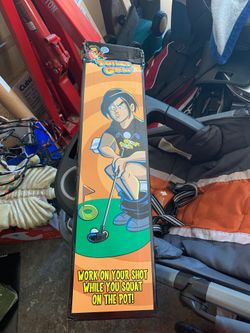 WORK ON YOUR SHOT
WHILE YOU SQUAT
ON THE POT!